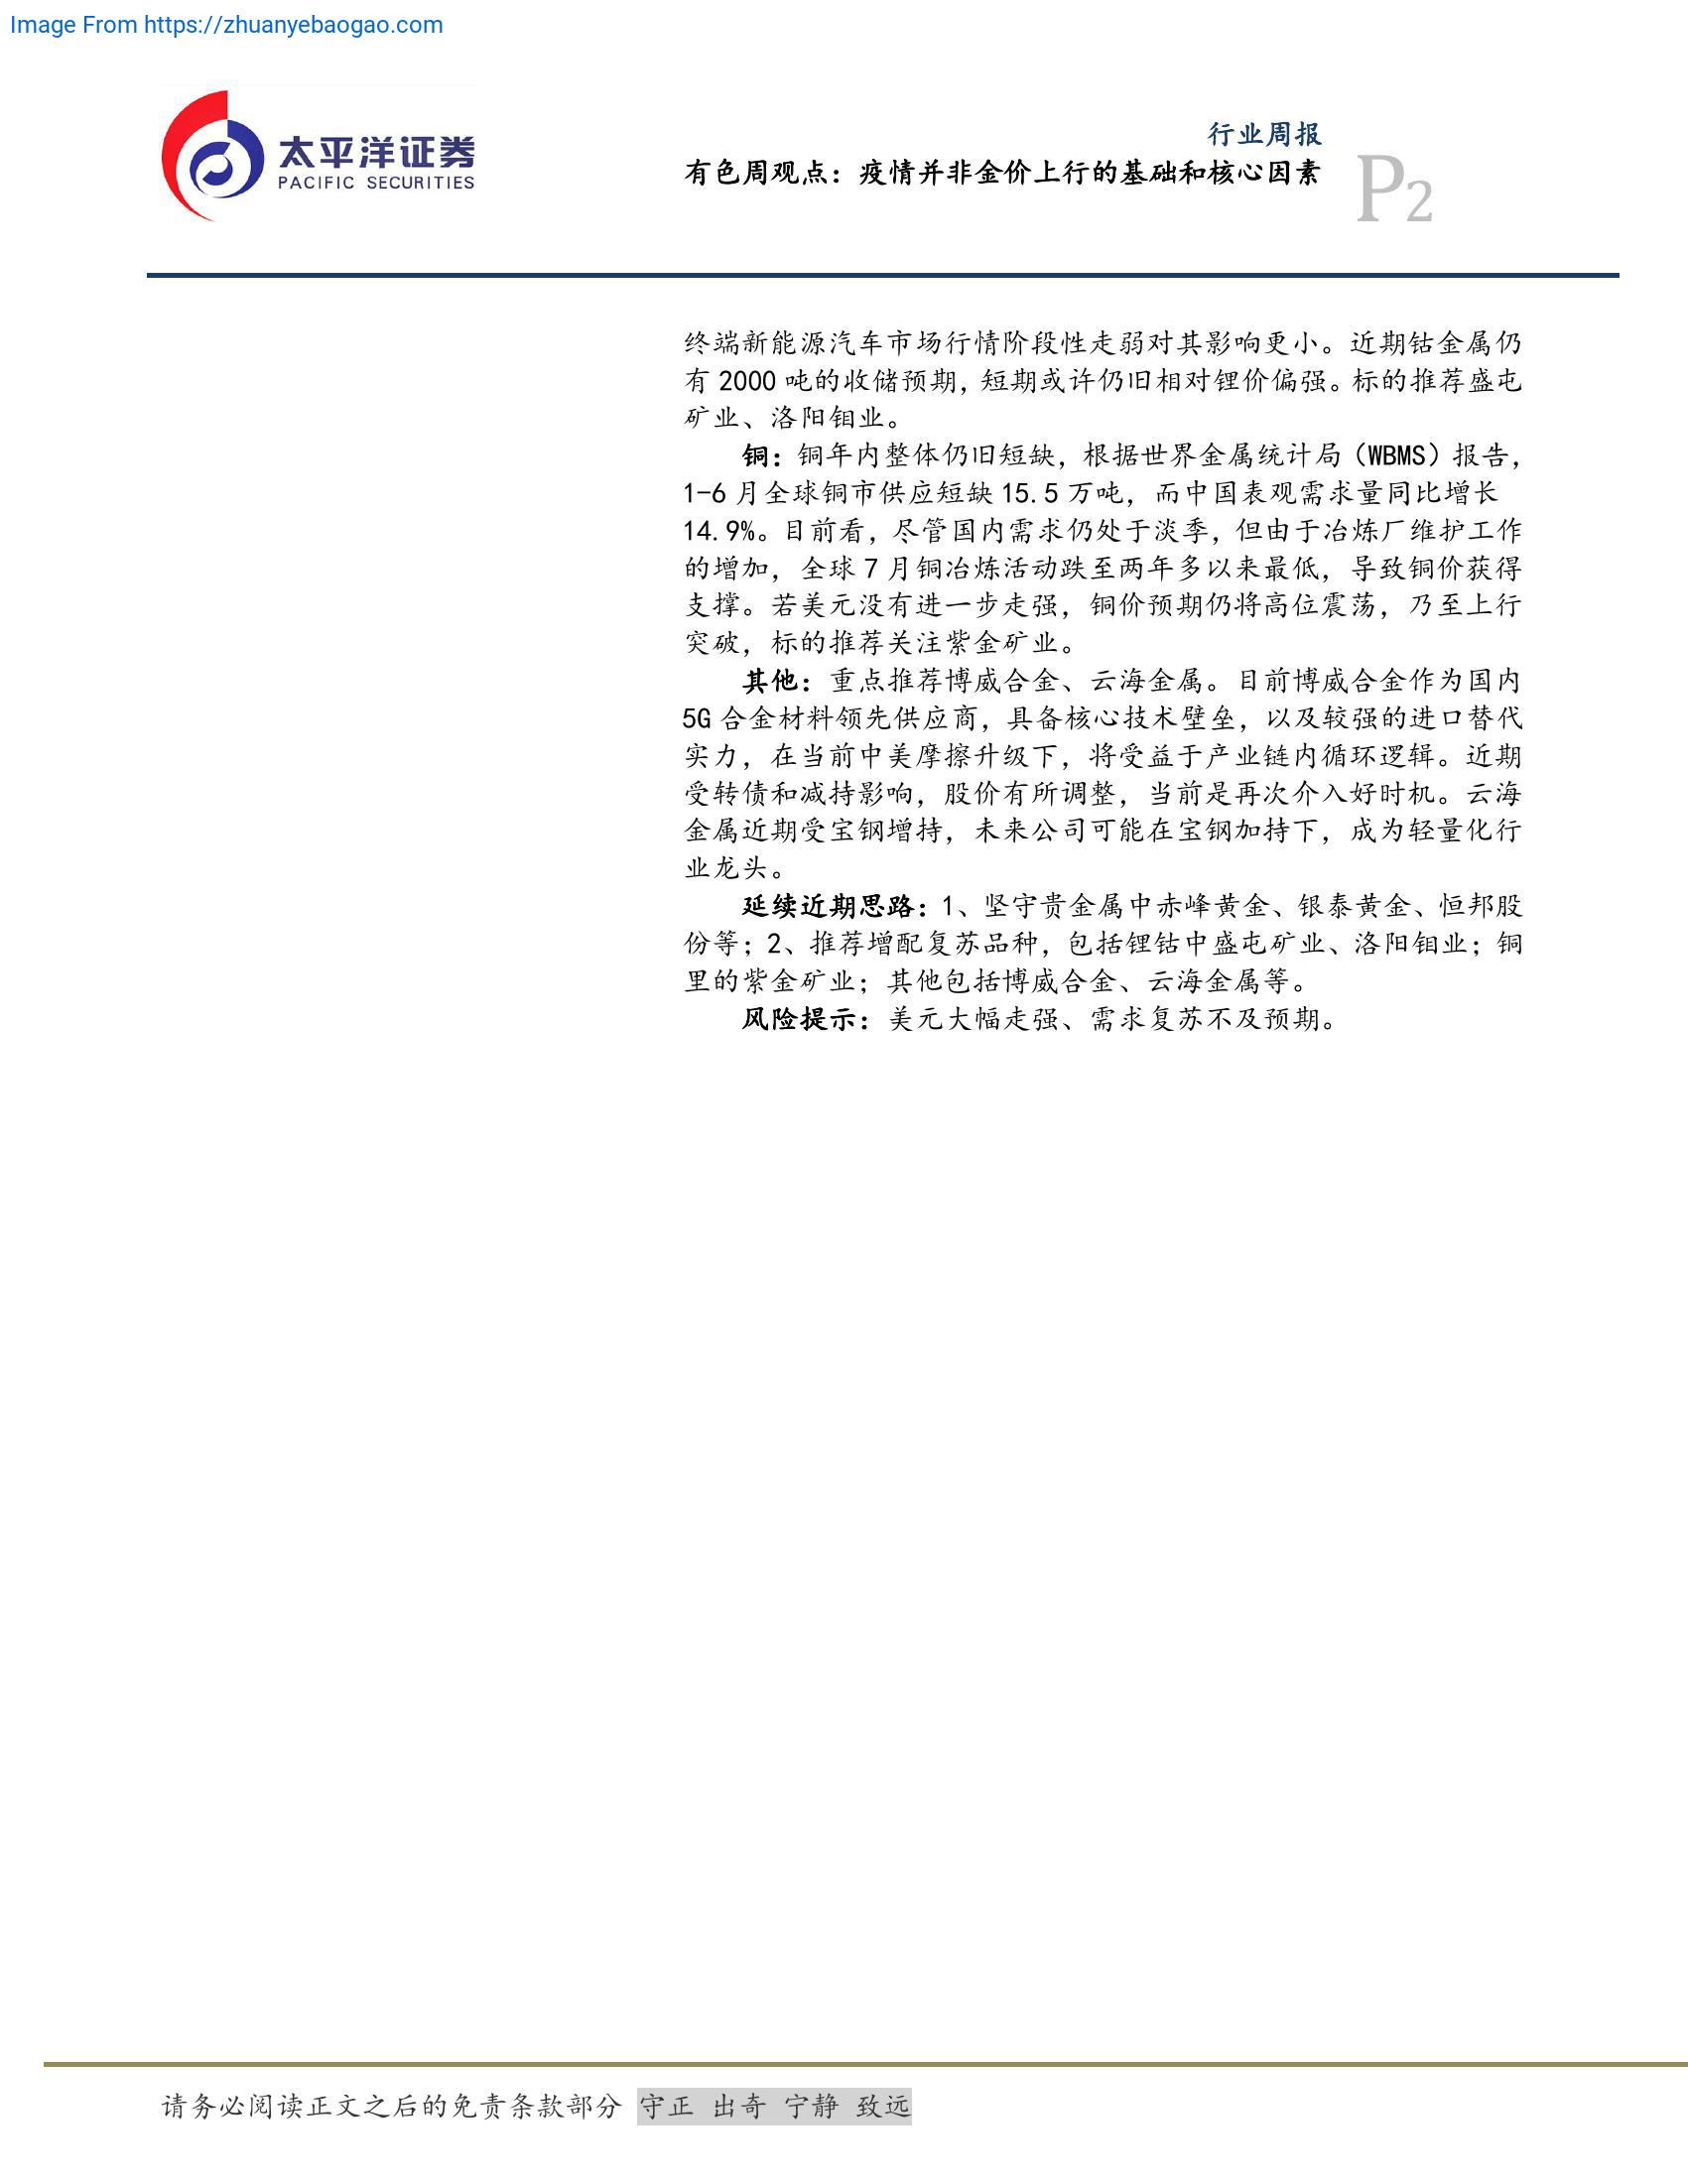 Image From https://zhuanyebaogao.com
太平洋证券
PACIFIC SECURITIES
行业周报
有色周观点：疫情并非金价上行的基础和核心因素
P2
终端新能源汽车市场行情阶段性走弱对其影响更小。近期钴金属仍
有 2000 吨的收储预期，短期或许仍旧相对锂价偏强。标的推荐盛屯
矿业、洛阳钼业。
铜：铜年内整体仍旧短缺，根据世界金属统计局（WBMS）报告，
1-6 月全球铜市供应短缺 15.5 万吨，而中国表观需求量同比增长
14.9%。目前看，尽管国内需求仍处于淡季，但由于冶炼厂维护工作
的增加，全球 7 月铜冶炼活动跌至两年多以来最低，导致铜价获得
支撑。若美元没有进一步走强，铜价预期仍将高位震荡，乃至上行
突破，标的推荐关注紫金矿业。
其他：重点推荐博威合金、云海金属。目前博威合金作为国内
5G 合金材料领先供应商，具备核心技术壁垒，以及较强的进口替代
实力，在当前中美摩擦升级下，将受益于产业链内循环逻辑。近期
受转债和减持影响，股价有所调整，当前是再次介入好时机。云海
金属近期受宝钢增持，未来公司可能在宝钢加持下，成为轻量化行
业龙头。
延续近期思路：1、坚守贵金属中赤峰黄金、银泰黄金、恒邦股
份等；2、推荐增配复苏品种，包括锂钴中盛屯矿业、洛阳钼业；铜
里的紫金矿业；其他包括博威合金、云海金属等。
风险提示：美元大幅走强、需求复苏不及预期。
请务必阅读正文之后的免责条款部分 守正 出奇 宁静 致远